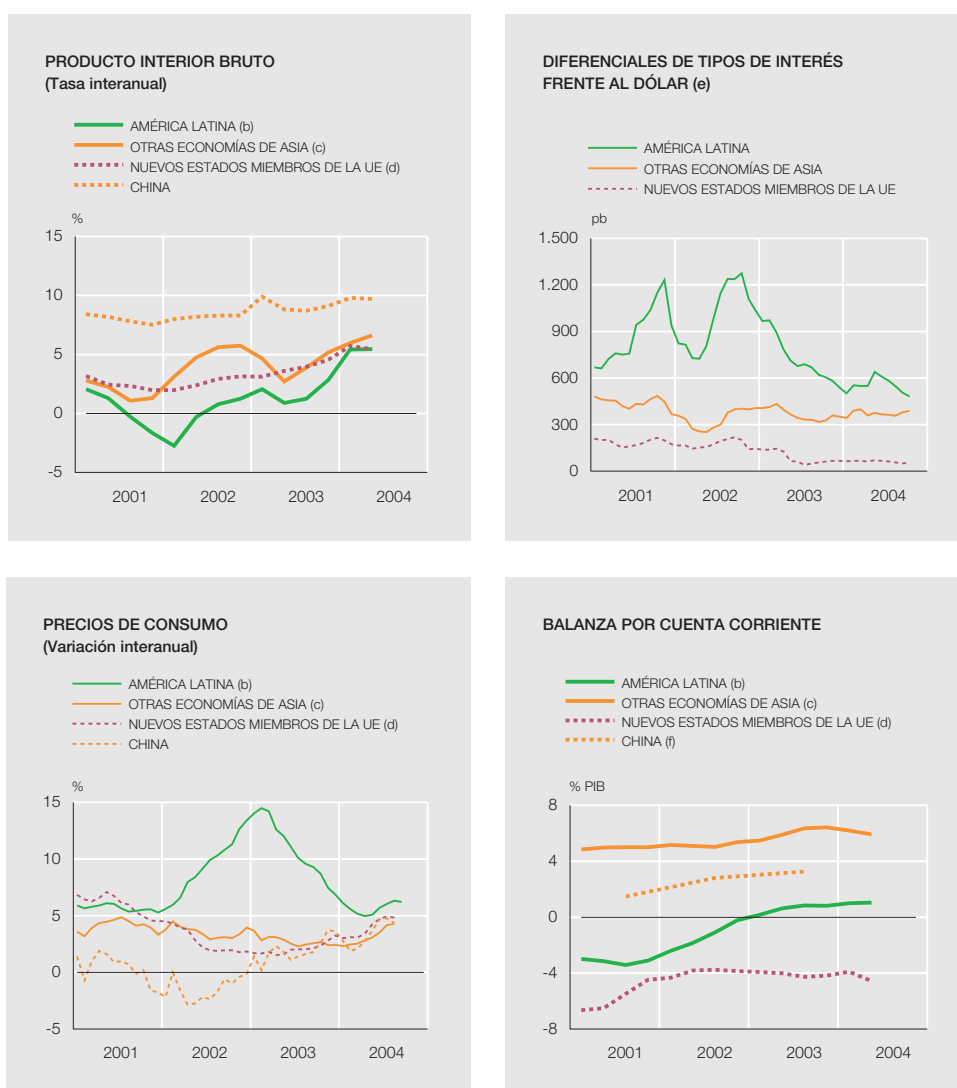 PRODUCTO INTERIOR BRUTO
(Tasa interanual)
AMÉRICA LATINA (b)
OTRAS ECONOMÍAS DE ASIA (c)
NUEVOS ESTADOS MIEMBROS DE LA UE (d)
CHINA
%
15
10
5
0
-5
2001 2002 2003 2004
DIFERENCIALES DE TIPOS DE INTERÉS
FRENTE AL DÓLAR (e)
AMÉRICA LATINA
OTRAS ECONOMÍAS DE ASIA
NUEVOS ESTADOS MIEMBROS DE LA UE
pb
1.500
1.200
900
600
300
0
2001 2002 2003 2004
PRECIOS DE CONSUMO
(Variación interanual)
AMÉRICA LATINA (b)
OTRAS ECONOMÍAS DE ASIA (c)
NUEVOS ESTADOS MIEMBROS DE LA UE (d)
CHINA
%
15
10
5
0
-5
2001 2002 2003 2004
BALANZA POR CUENTA CORRIENTE
AMÉRICA LATINA (b)
OTRAS ECONOMÍAS DE ASIA (c)
NUEVOS ESTADOS MIEMBROS DE LA UE (d)
CHINA (f)
% PIB
8
4
0
-4
-8
2001 2002 2003 2004